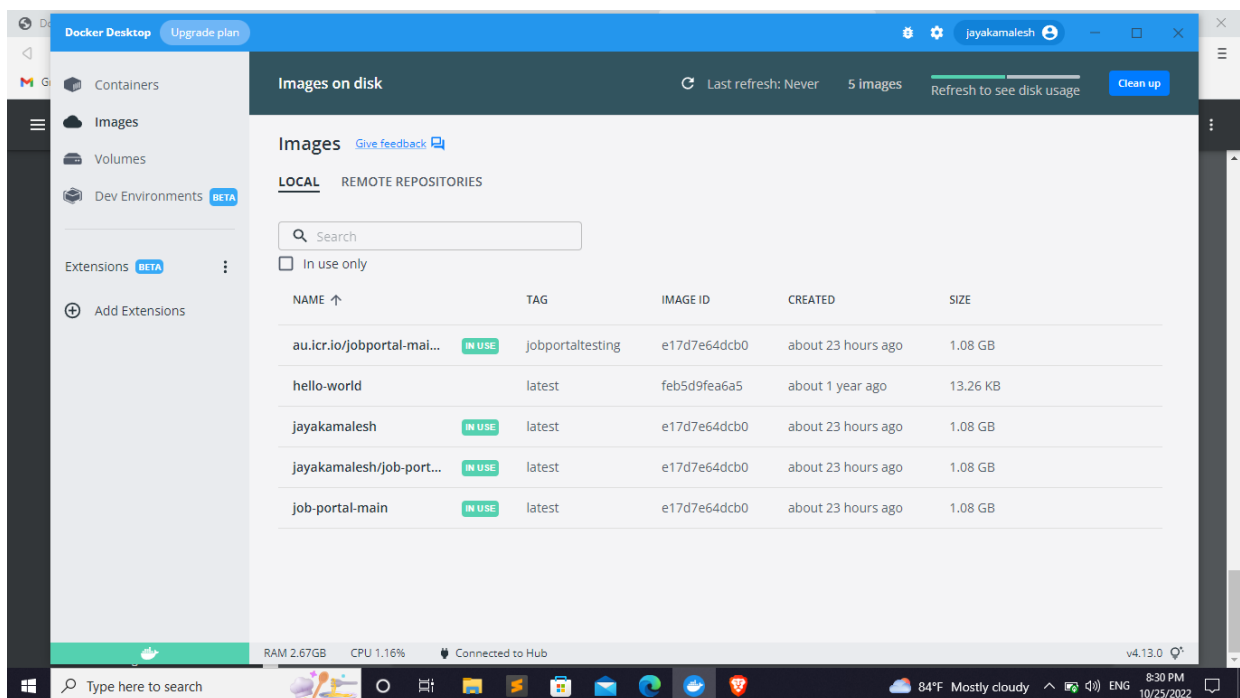 Docker Desktop Upgrade plan jayakamalesh
Containers
Images
Volumes
Dev Environments BETA
Extensions BETA
Add Extensions
Images on disk Last refresh: Never 5 images Refresh to see disk usage Clean up
Images Give feedback
LOCAL REMOTE REPOSITORIES
Search
In use only
NAME TAG IMAGE ID CREATED SIZE
au.icr.io/jobportal-mai... IN USE jobportaltesting e17d7e64dcb0 about 23 hours ago 1.08 GB
hello-world latest feb5d9fea6a5 about 1 year ago 13.26 KB
jayakamalesh IN USE latest e17d7e64dcb0 about 23 hours ago 1.08 GB
jayakamalesh/job-port... IN USE latest e17d7e64dcb0 about 23 hours ago 1.08 GB
job-portal-main IN USE latest e17d7e64dcb0 about 23 hours ago 1.08 GB
RAM 2.67GB CPU 1.16% Connected to Hub v4.13.0
Type here to search 84°F Mostly cloudy ENG 8:30 PM
10/25/2022